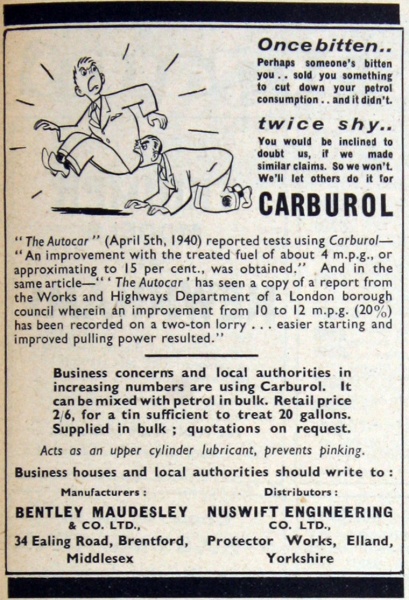 Once bitten..
Perhaps someone's bitten
you .. sold you something
to cut down your petrol
consumption .. and it didn't.
twice shy..
You would be inclined to
doubt us, if we made
similar claims. So we won't.
We'll let others do it for
CARBUROL
"The Autocar" (April 5th, 1940) reported tests using Carburol—
"An improvement with the treated fuel of about 4 m.p.g., or
approximating to 15 per cent., was obtained." And in the
same article—"'The Autocar' has seen a copy of a report from
the Works and Highways Department of a London borough
council wherein an improvement from 10 to 12 m.p.g. (20%)
has been recorded on a two-ton lorry . . . easier starting and
improved pulling power resulted."
Business concerns and local authorities in
increasing numbers are using Carburol. It
can be mixed with petrol in bulk. Retail price
2/6, for a tin sufficient to treat 20 gallons.
Supplied in bulk ; quotations on request.
Acts as an upper cylinder lubricant, prevents pinking.
Business houses and local authorities should write to :
Manufacturers :
BENTLEY MAUDESLEY
& CO. LTD.,
34 Ealing Road, Brentford,
Middlesex
Distributors :
NUSWIFT ENGINEERING
CO. LTD.,
Protector Works, Elland,
Yorkshire